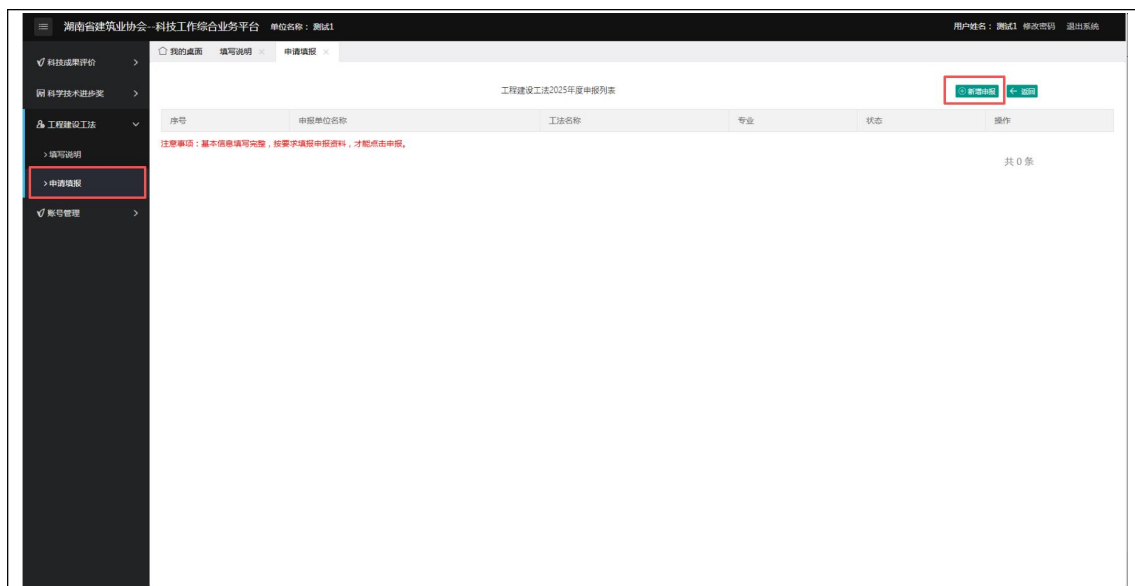 湖南省建筑业协会--科技工作综合业务平台 单位名称：测试1 用户姓名：测试1 修改密码 退出系统
我的桌面 填写说明 × 申请填报 ×
科技成果评价
科学技术进步奖
工程建设工法
>填写说明
>申请填报
账号管理
工程建设工法2025年度申报列表 新增申报 ← 返回
序号 申报单位名称 工法名称 专业 状态 操作
注意事项：基本信息填写完整，按要求填报申报资料，才能点击申报。
共 0 条